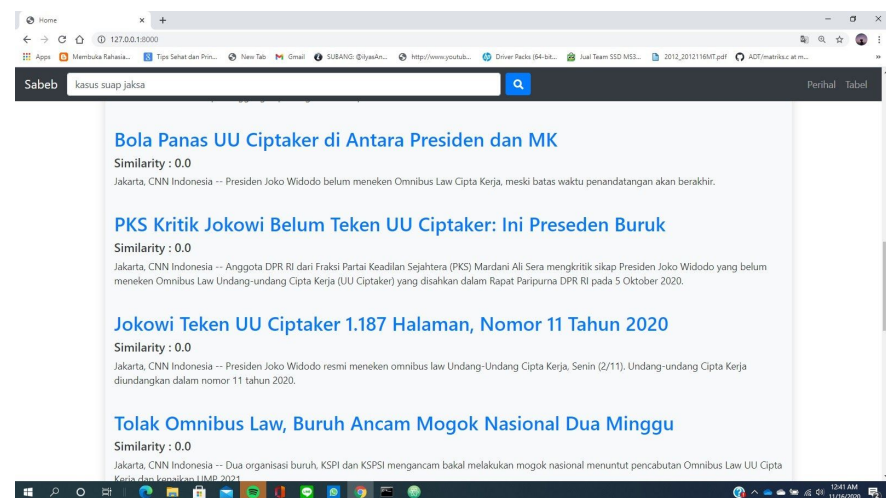 Home
127.0.0.1:8000
Apps Membuka Rahasia... Tips Sehat dan Prin... New Tab Gmail SUBANG: @ilyasAn... http://www.youtub... Driver Packs (64-bit... Jual Team SSD M53... 2012_2012116MT.pdf ADT/matriks.c at m...
Sabeb kasus suap jaksa Perihal Tabel
Bola Panas UU Ciptaker di Antara Presiden dan MK
Similarity : 0.0
Jakarta, CNN Indonesia -- Presiden Joko Widodo belum meneken Omnibus Law Cipta Kerja, meski batas waktu penandatangan akan berakhir.
PKS Kritik Jokowi Belum Teken UU Ciptaker: Ini Preseden Buruk
Similarity : 0.0
Jakarta, CNN Indonesia -- Anggota DPR RI dari Fraksi Partai Keadilan Sejahtera (PKS) Mardani Ali Sera mengkritik sikap Presiden Joko Widodo yang belum
meneken Omnibus Law Undang-undang Cipta Kerja (UU Ciptaker) yang disahkan dalam Rapat Paripurna DPR RI pada 5 Oktober 2020.
Jokowi Teken UU Ciptaker 1.187 Halaman, Nomor 11 Tahun 2020
Similarity : 0.0
Jakarta, CNN Indonesia -- Presiden Joko Widodo resmi meneken omnibus law Undang-Undang Cipta Kerja, Senin (2/11). Undang-undang Cipta Kerja
diundangkan dalam nomor 11 tahun 2020.
Tolak Omnibus Law, Buruh Ancam Mogok Nasional Dua Minggu
Similarity : 0.0
Jakarta, CNN Indonesia -- Dua organisasi buruh, KSPI dan KSPSI mengancam bakal melakukan mogok nasional menuntut pencabutan Omnibus Law UU Cipta
Kerja dan kenaikan UMP 2021
12:41 AM
11/16/2020